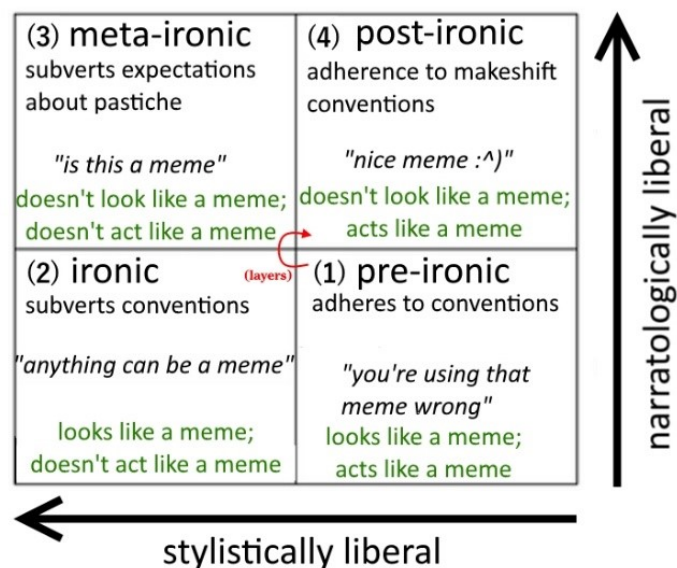 (3) meta-ironic
subverts expectations
about pastiche
"is this a meme"
doesn't look like a meme;
doesn't act like a meme
(4) post-ironic
adherence to makeshift
conventions
"nice meme :^)"
doesn't look like a meme;
acts like a meme
(layers)
(2) ironic
subverts conventions
"anything can be a meme"
looks like a meme;
doesn't act like a meme
(1) pre-ironic
adheres to conventions
"you're using that
meme wrong"
looks like a meme;
acts like a meme
narratologically liberal
stylistically liberal